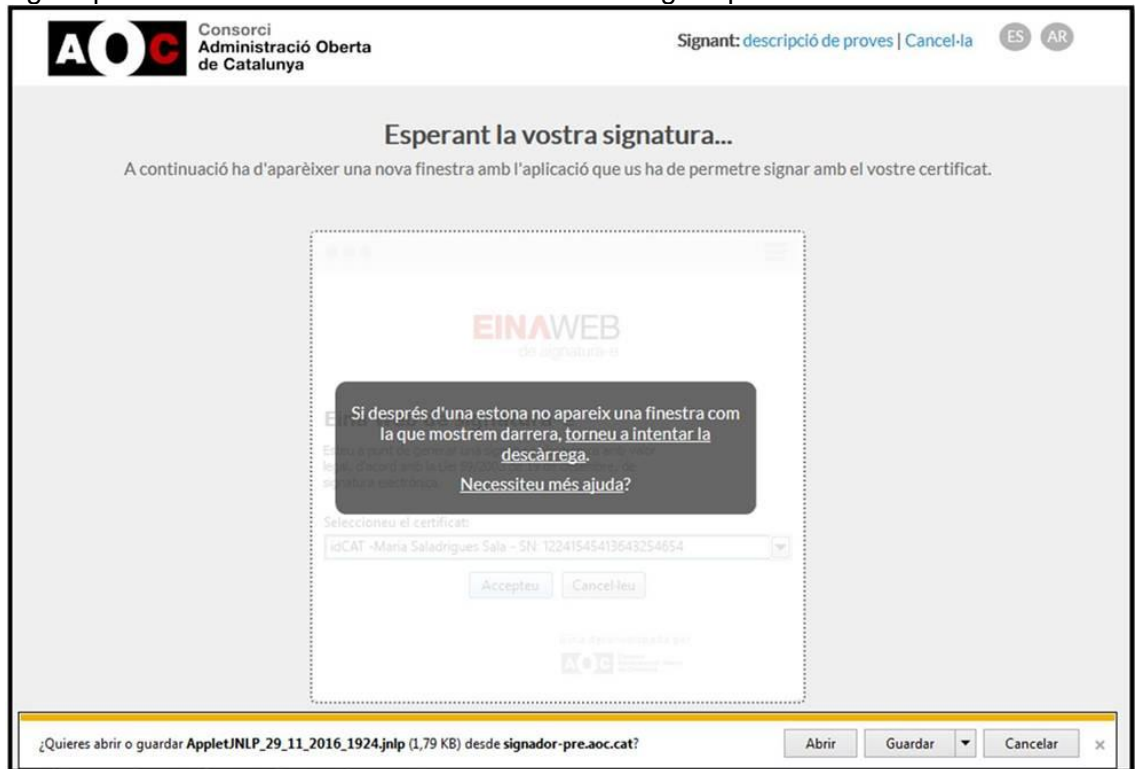 AOC
Consorci
Administració Oberta
de Catalunya
Signant: descripció de proves | Cancel·la
ES AR
Esperant la vostra signatura...
A continuació ha d'aparèixer una nova finestra amb l'aplicació que us ha de permetre signar amb el vostre certificat.
EINAWEB
de signatura-e
Si després d'una estona no apareix una finestra com
la que mostrem darrera, torneu a intentar la
descàrrega.
Necessiteu més ajuda?
Seleccioneu el certificat:
idCAT -Maria Saladrigues Sala - SN: 12241545413643254654
Accepteu Cancel·leu
AOC
¿Quieres abrir o guardar AppletJNLP_29_11_2016_1924.jnlp (1,79 KB) desde signador-pre.aoc.cat?
Abrir Guardar Cancelar